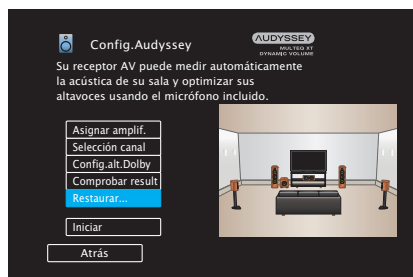 Config.Audyssey
AUDYSSEY
MULTEQ XT
DYNAMIC VOLUME
Su receptor AV puede medir automáticamente
la acústica de su sala y optimizar sus
altavoces usando el micrófono incluido.
Asignar amplif.
Selección canal
Config.alt.Dolby
Comprobar result
Restaurar...
Iniciar
Atrás